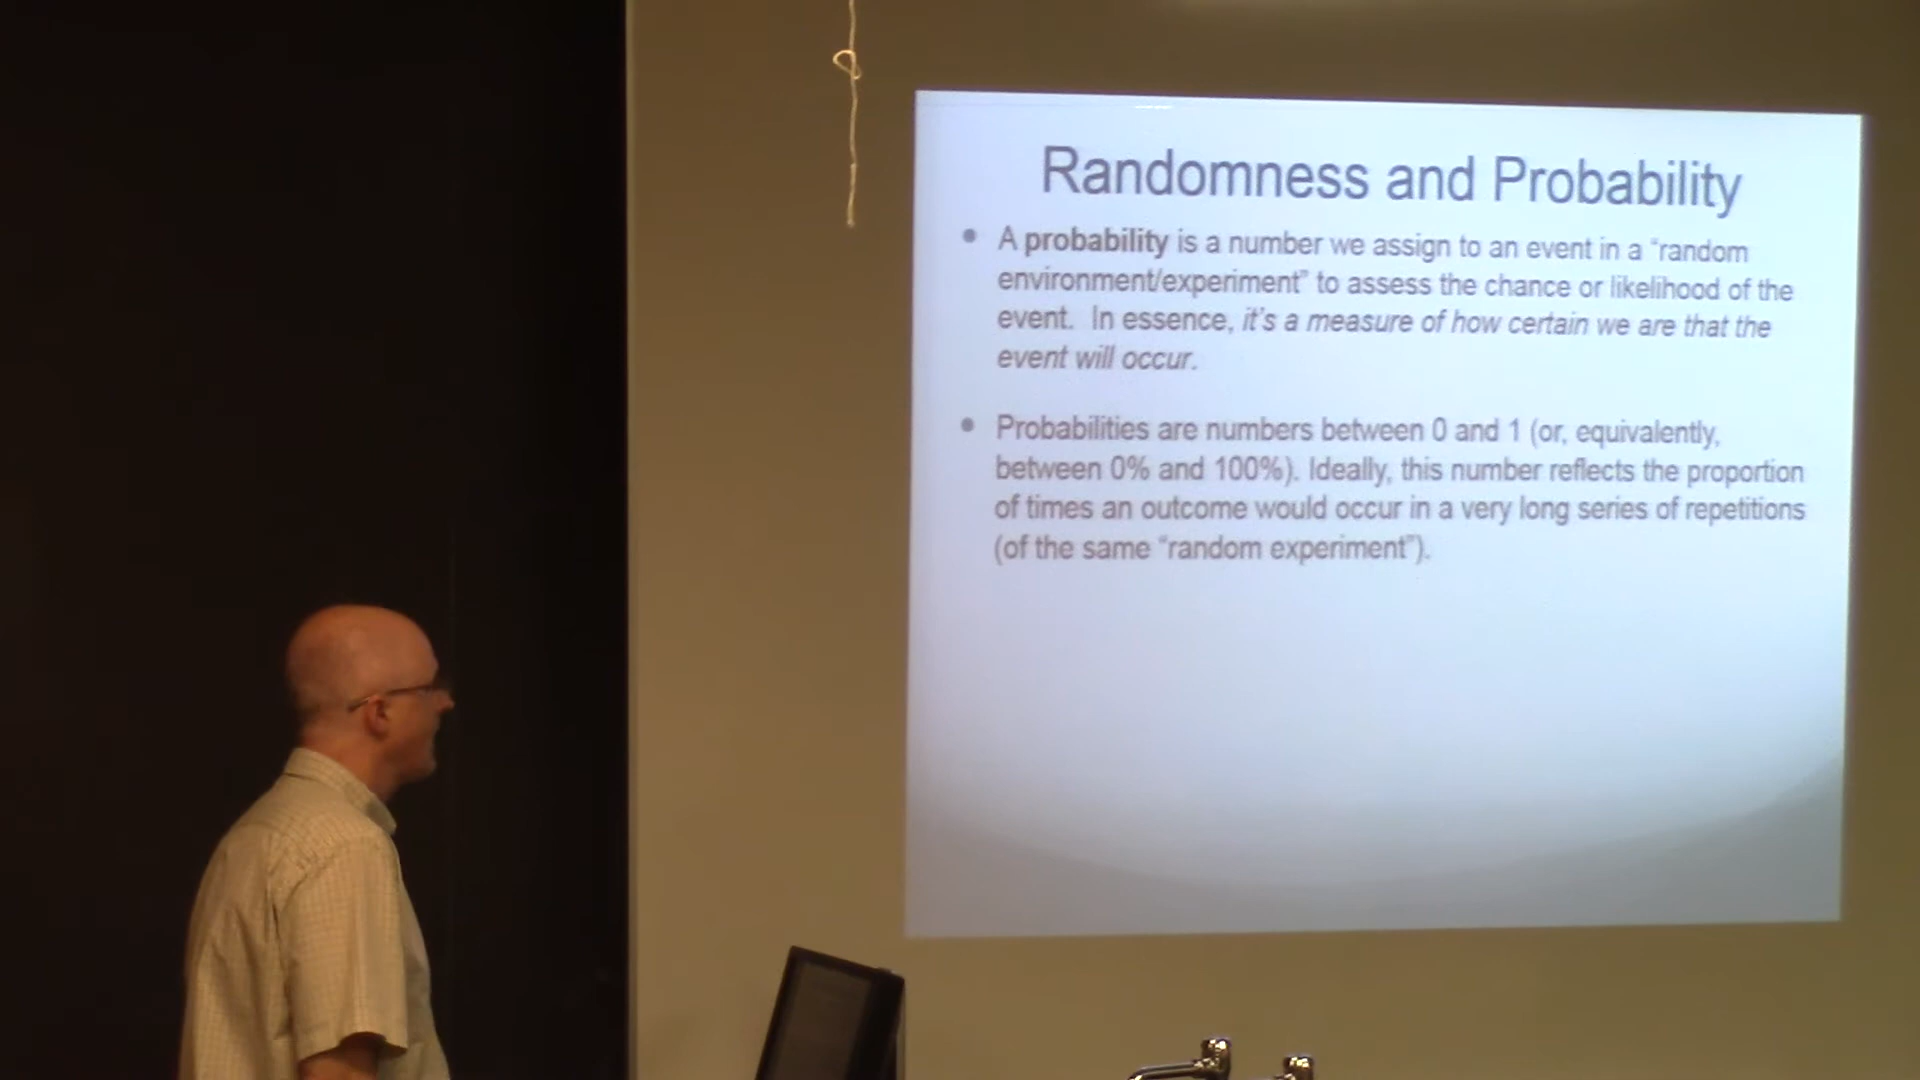 Randomness and Probability
• A probability is a number we assign to an event in a “random
environment/experiment” to assess the chance or likelihood of the
event. In essence, it’s a measure of how certain we are that the
event will occur.
• Probabilities are numbers between 0 and 1 (or, equivalently,
between 0% and 100%). Ideally, this number reflects the proportion
of times an outcome would occur in a very long series of repetitions
(of the same “random experiment”).